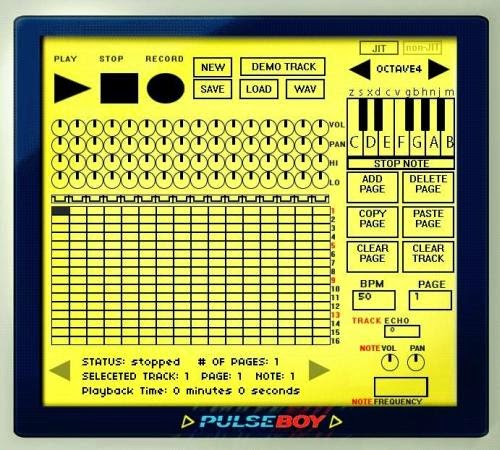 PLAY STOP RECORD
NEW DEMO TRACK
SAVE LOAD WAV
JIT non-JIT
OCTAVE4
z s x d c v g b h n j m
C D E F G A B
STOP NOTE
ADD PAGE
DELETE PAGE
COPY PAGE
PASTE PAGE
CLEAR PAGE
CLEAR TRACK
VOL
PAN
HI
LO
1
2
3
4
5
6
7
8
9
10
11
12
13
14
15
16
BPM PAGE
50 1
TRACK ECHO
0
NOTE VOL PAN
NOTE FREQUENCY
STATUS: stopped # OF PAGES: 1
SELECETED TRACK: 1 PAGE: 1 NOTE: 1
Playback Time: 0 minutes 0 seconds
PULSEBOY